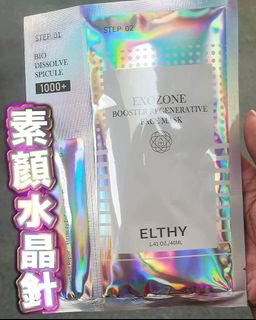 STEP 01
STEP 02
BIO
DISSOLVE
SPICULE
1000+
EXOZONE
BOOSTER REGENERATIVE
FACE MASK
ELTHY
1.41 OZ./40ML
素顏水晶針